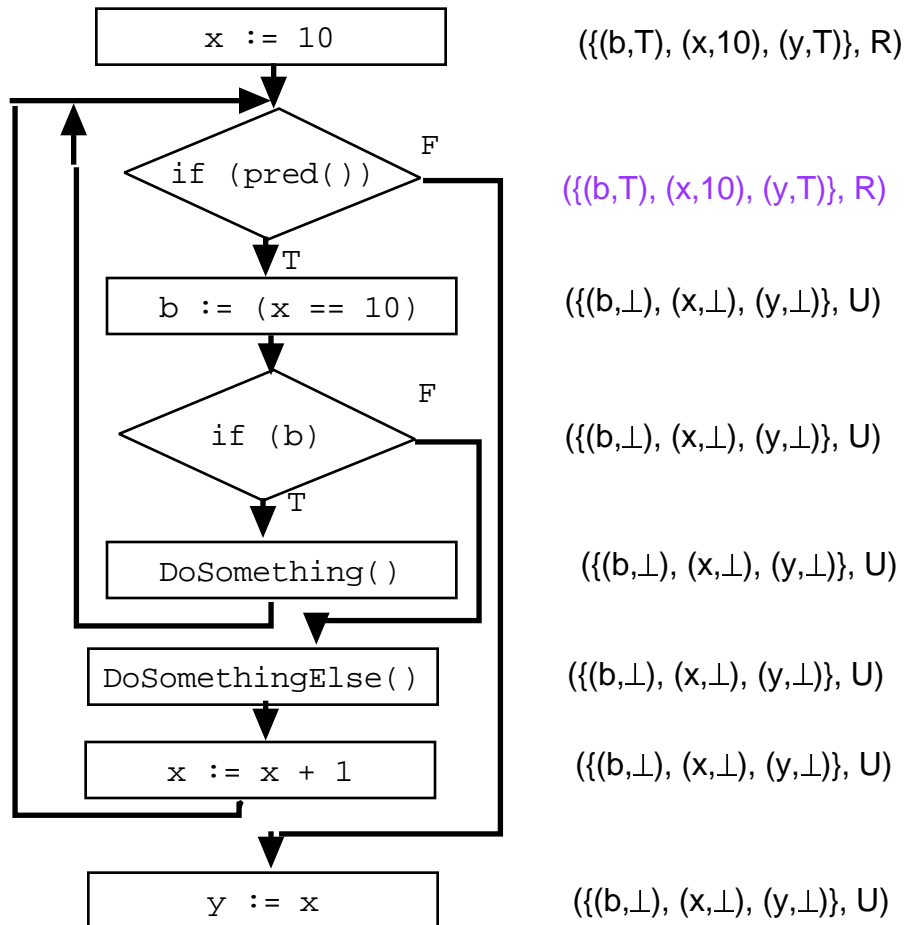 x := 10
({(b,T), (x,10), (y,T)}, R)
F
if (pred())
({(b,T), (x,10), (y,T)}, R)
T
b := (x == 10)
({(b,⊥), (x,⊥), (y,⊥)}, U)
F
if (b)
({(b,⊥), (x,⊥), (y,⊥)}, U)
T
DoSomething()
({(b,⊥), (x,⊥), (y,⊥)}, U)
DoSomethingElse()
({(b,⊥), (x,⊥), (y,⊥)}, U)
x := x + 1
({(b,⊥), (x,⊥), (y,⊥)}, U)
y := x
({(b,⊥), (x,⊥), (y,⊥)}, U)